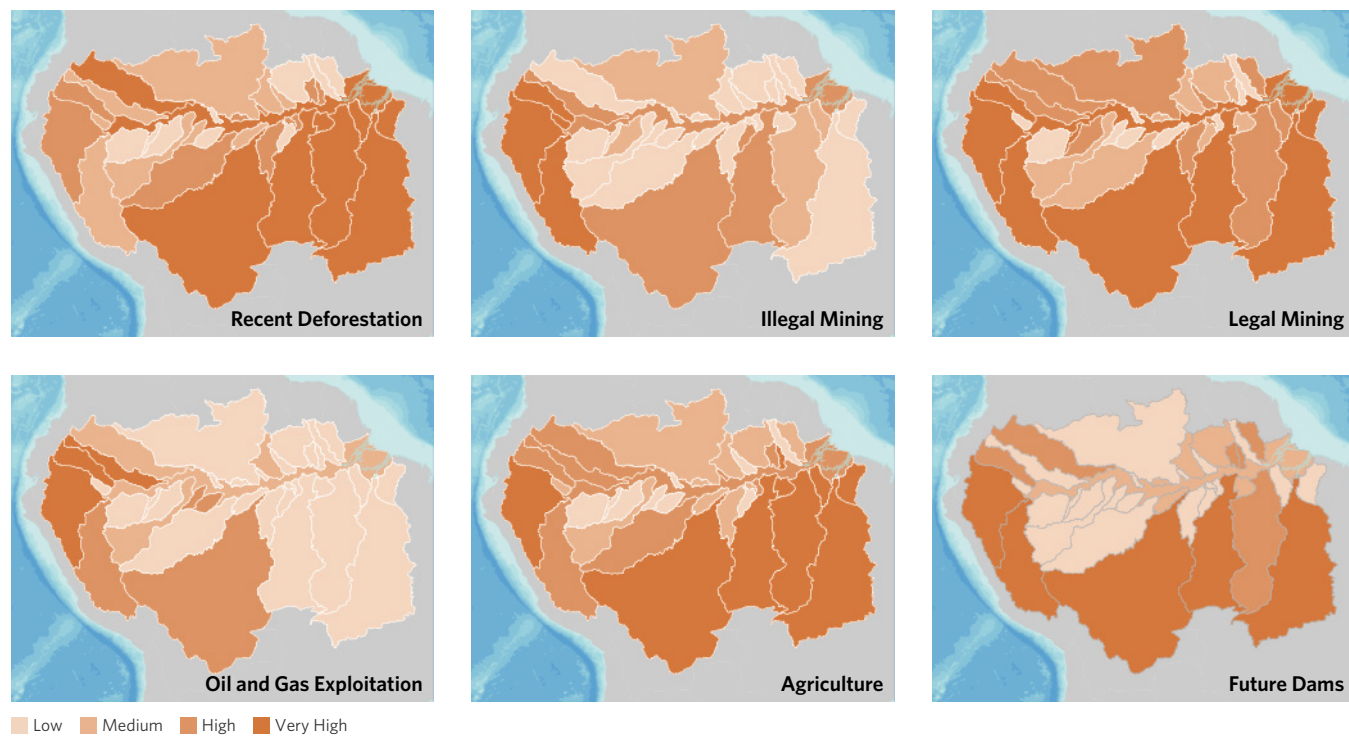 Recent Deforestation
Illegal Mining
Legal Mining
Oil and Gas Exploitation
Agriculture
Future Dams
Low Medium High Very High